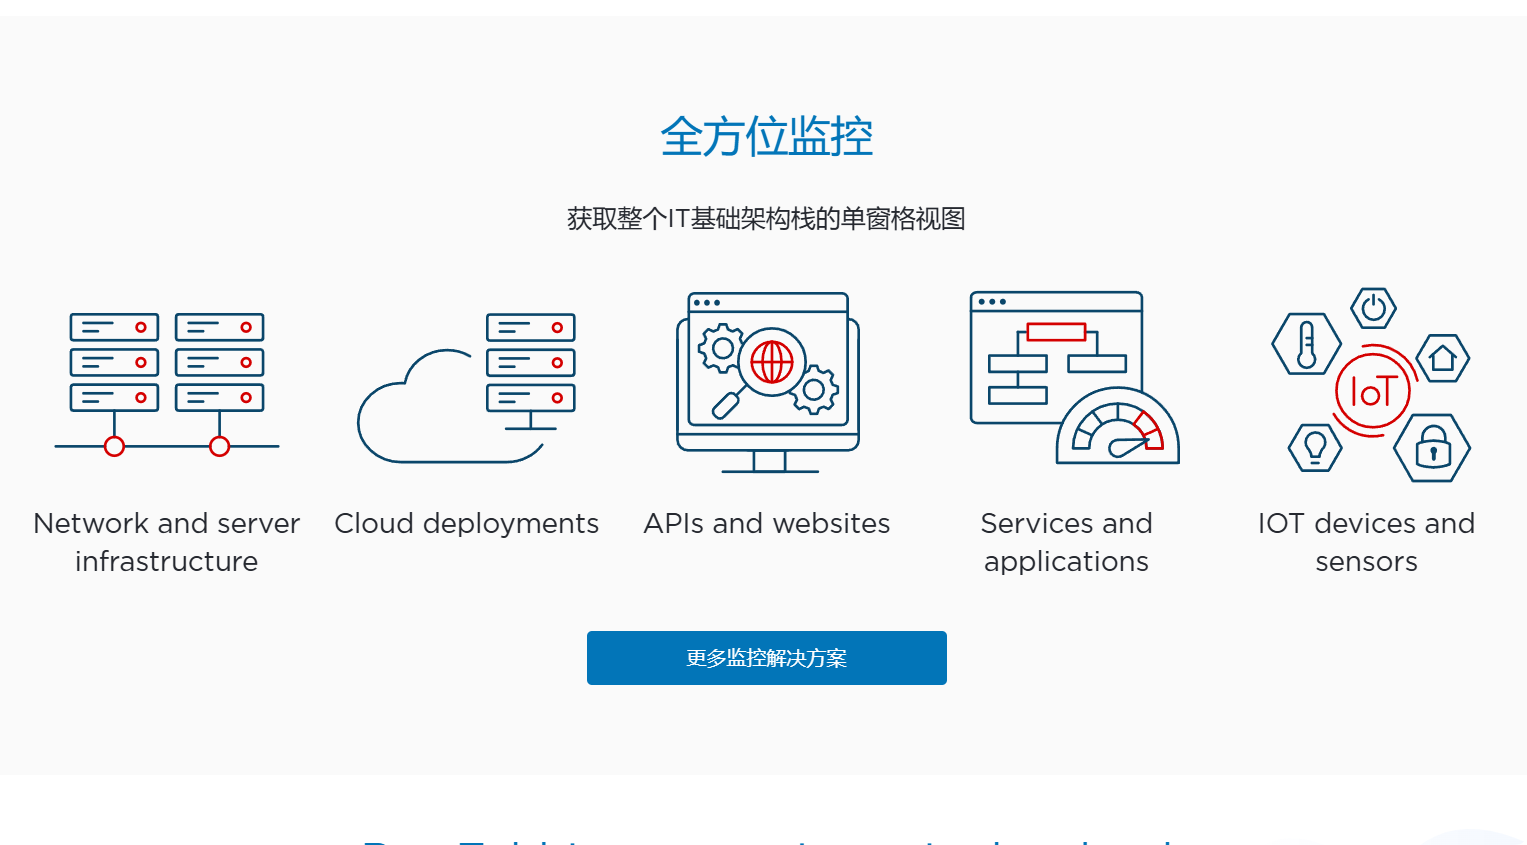 全方位监控
获取整个IT基础架构栈的单窗格视图
IoT
Network and server
infrastructure
Cloud deployments
APIs and websites
Services and
applications
IOT devices and
sensors
更多监控解决方案